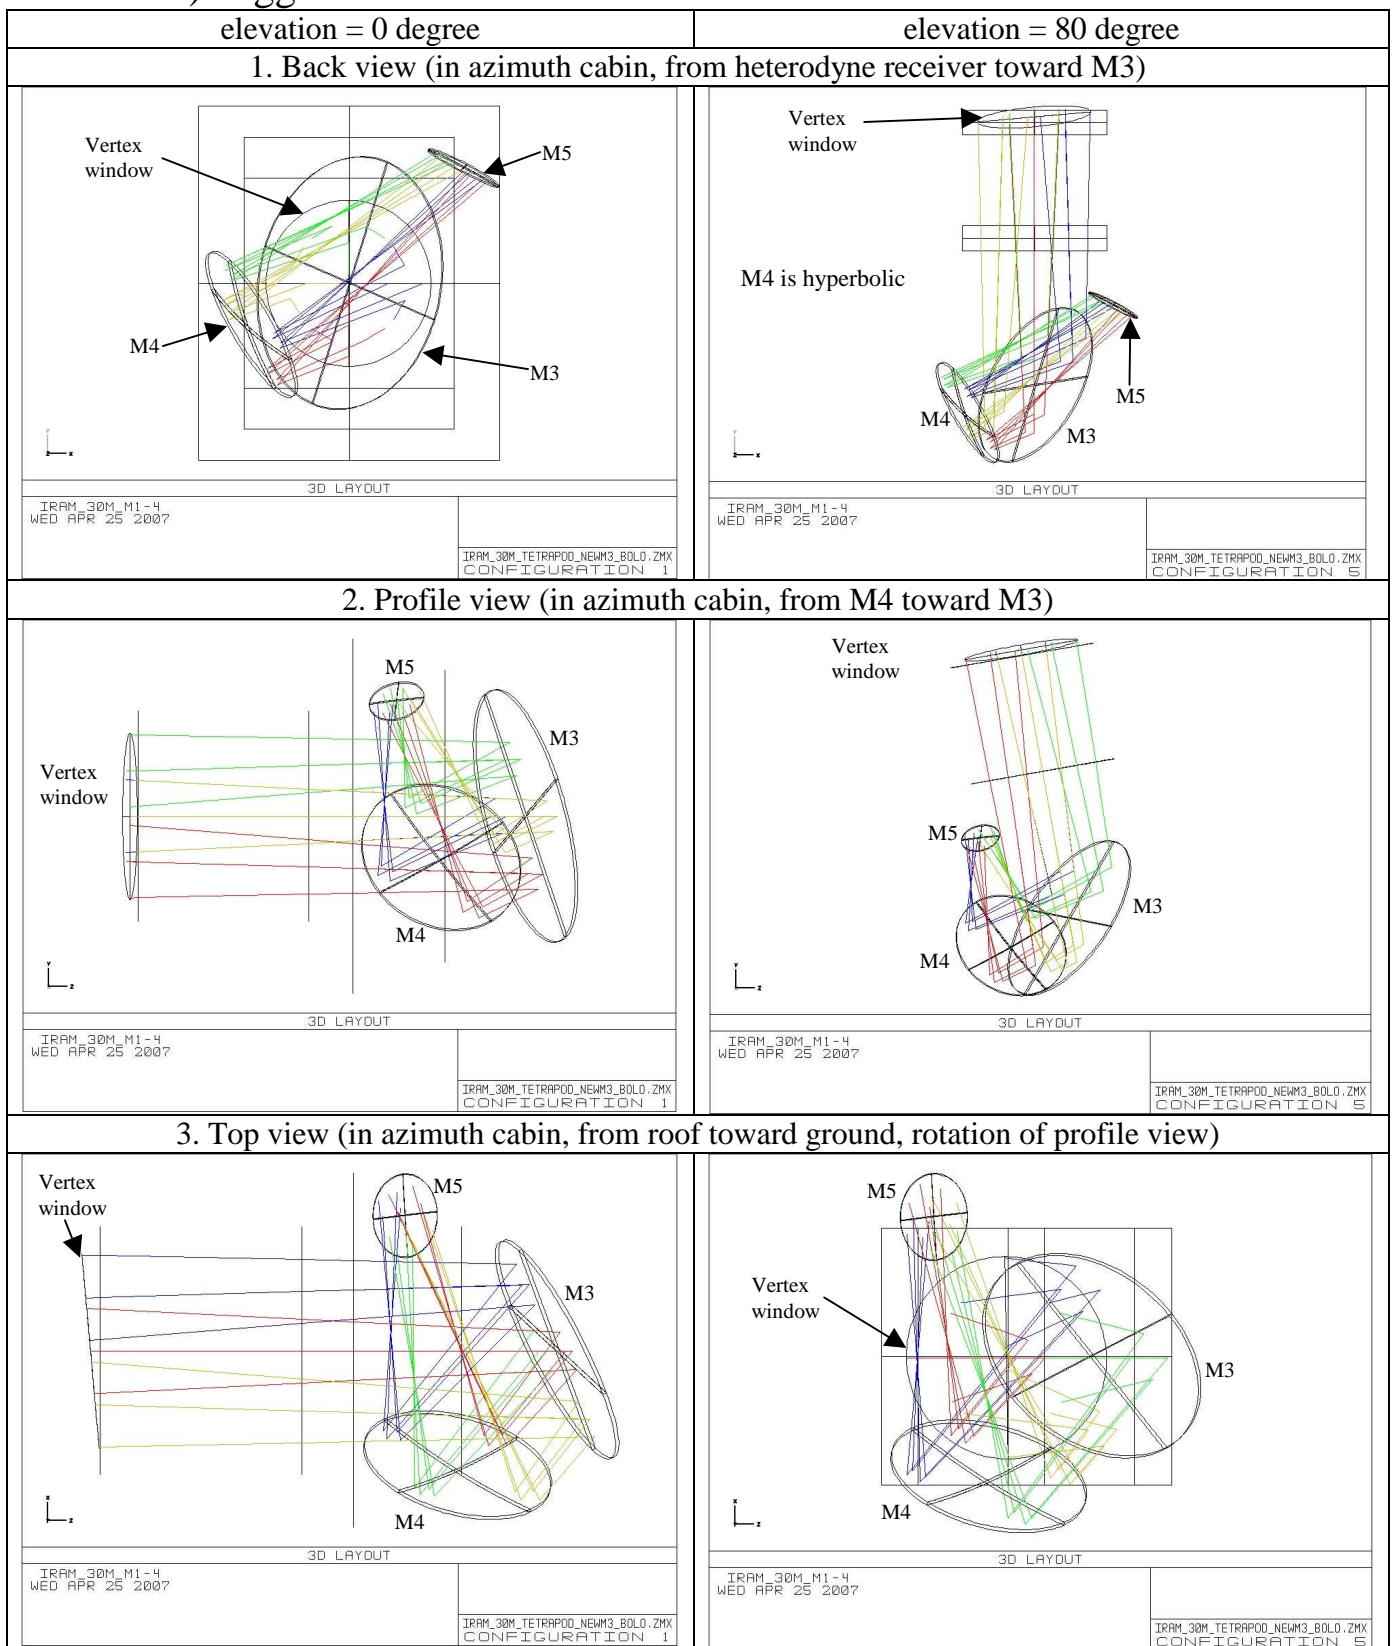 elevation = 0 degree
elevation = 80 degree
1. Back view (in azimuth cabin, from heterodyne receiver toward M3)
Vertex
window
M5
M4
M3
3D LAYOUT
IRAM_30M_M1-4
WED APR 25 2007
IRAM_30M_TETRAPOD_NEWM3_BOLO.ZMX
CONFIGURATION 1
Vertex
window
M4 is hyperbolic
M5
M4
M3
3D LAYOUT
IRAM_30M_M1-4
WED APR 25 2007
IRAM_30M_TETRAPOD_NEWM3_BOLO.ZMX
CONFIGURATION 5
2. Profile view (in azimuth cabin, from M4 toward M3)
M5
M3
Vertex
window
M4
Y
Z
3D LAYOUT
IRAM_30M_M1-4
WED APR 25 2007
IRAM_30M_TETRAPOD_NEWM3_BOLO.ZMX
CONFIGURATION 1
Vertex
window
M5
M3
M4
Y
Z
3D LAYOUT
IRAM_30M_M1-4
WED APR 25 2007
IRAM_30M_TETRAPOD_NEWM3_BOLO.ZMX
CONFIGURATION 5
3. Top view (in azimuth cabin, from roof toward ground, rotation of profile view)
Vertex
window
M5
M3
M4
X
Z
3D LAYOUT
IRAM_30M_M1-4
WED APR 25 2007
IRAM_30M_TETRAPOD_NEWM3_BOLO.ZMX
CONFIGURATION 1
M5
Vertex
window
M3
M4
X
Z
3D LAYOUT
IRAM_30M_M1-4
WED APR 25 2007
IRAM_30M_TETRAPOD_NEWM3_BOLO.ZMX
CONFIGURATION 5